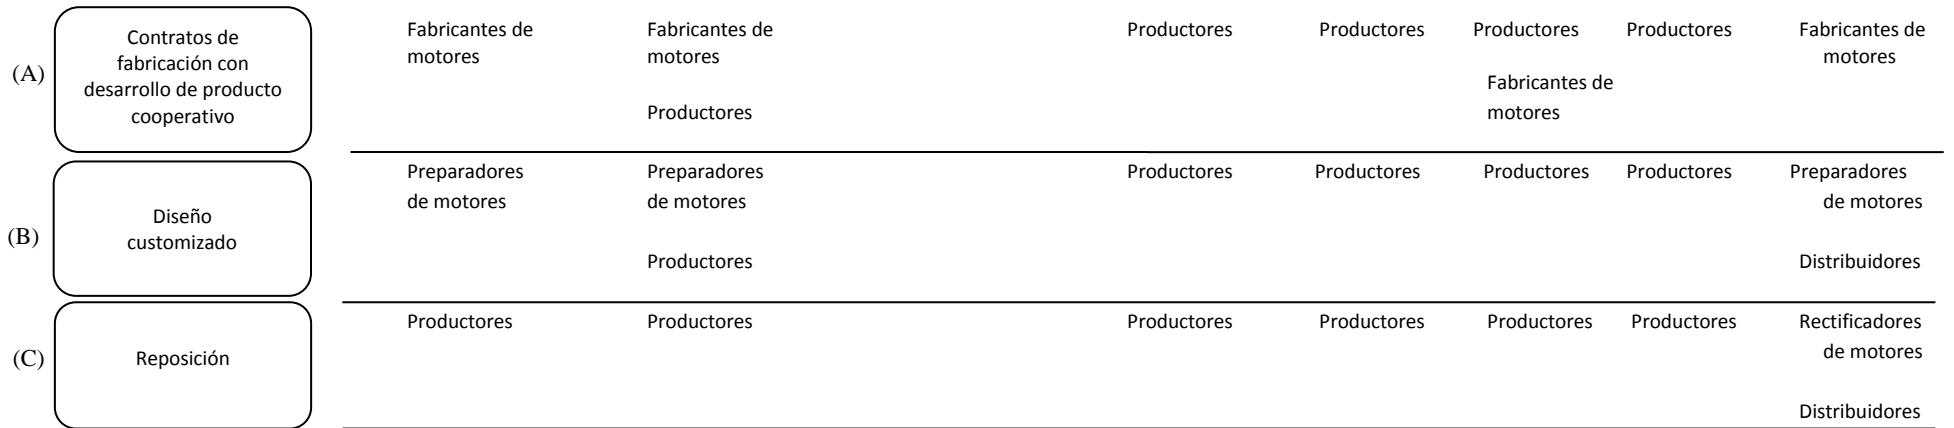 (A)
Contratos de
fabricación con
desarrollo de producto
cooperativo
Fabricantes de
motores
Fabricantes de
motores
Productores
Productores
Productores
Productores
Fabricantes de
motores
Productores
Fabricantes de
motores
(B)
Diseño
customizado
Preparadores
de motores
Preparadores
de motores
Productores
Productores
Productores
Productores
Productores
Preparadores
de motores
Distribuidores
(C)
Reposición
Productores
Productores
Productores
Productores
Productores
Productores
Rectificadores
de motores
Distribuidores